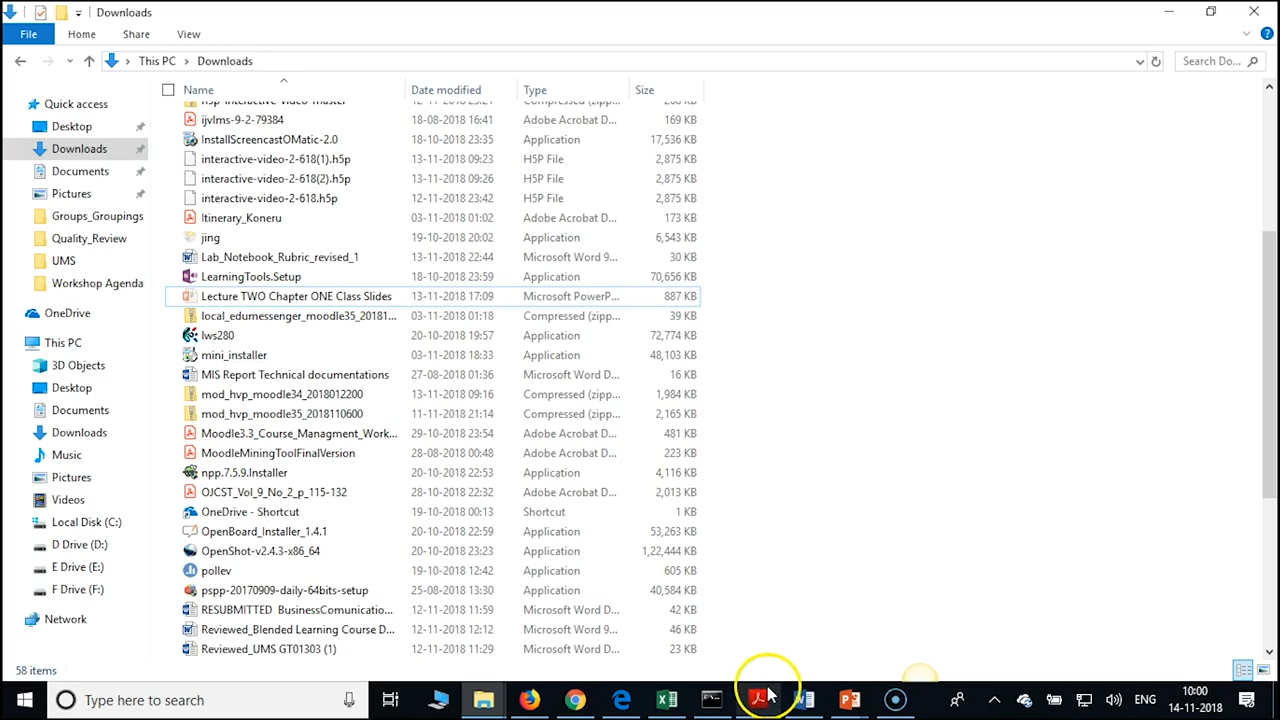 Downloads
File Home Share View
This PC Downloads Search Do...
Name Date modified Type Size
h5p-interactive-video-master 12-11-2018 23:21 Compressed (zipp...
ijvlms-9-2-79384 18-08-2018 16:41 Adobe Acrobat D... 169 KB
InstallScreencastOMatic-2.0 18-10-2018 23:35 Application 17,536 KB
interactive-video-2-618(1).h5p 13-11-2018 09:23 H5P File 2,875 KB
interactive-video-2-618(2).h5p 13-11-2018 09:26 H5P File 2,875 KB
interactive-video-2-618.h5p 12-11-2018 23:42 H5P File 2,875 KB
Itinerary_Koneru 03-11-2018 01:02 Adobe Acrobat D... 173 KB
jing 19-10-2018 20:02 Application 6,543 KB
Lab_Notebook_Rubric_revised_1 13-11-2018 22:44 Microsoft Word 9... 30 KB
LearningTools.Setup 18-10-2018 23:59 Application 70,656 KB
Lecture TWO Chapter ONE Class Slides 13-11-2018 17:09 Microsoft PowerP... 887 KB
local_edumessenger_moodle35_20181... 03-11-2018 01:18 Compressed (zipp... 39 KB
lws280 20-10-2018 19:57 Application 72,774 KB
mini_installer 03-11-2018 18:33 Application 48,103 KB
MIS Report Technical documentations 27-08-2018 01:36 Microsoft Word D... 16 KB
mod_hvp_moodle34_2018012200 13-11-2018 09:16 Compressed (zipp... 1,984 KB
mod_hvp_moodle35_2018110600 11-11-2018 21:14 Compressed (zipp... 2,165 KB
Moodle3.3_Course_Managment_Work... 29-10-2018 23:54 Adobe Acrobat D... 481 KB
MoodleMiningToolFinalVersion 28-08-2018 00:48 Adobe Acrobat D... 223 KB
npp.7.5.9.Installer 20-10-2018 22:53 Application 4,116 KB
OJCST_Vol_9_No_2_p_115-132 28-10-2018 22:32 Adobe Acrobat D... 2,013 KB
OneDrive - Shortcut 19-10-2018 00:13 Shortcut 1 KB
OpenBoard_Installer_1.4.1 20-10-2018 22:59 Application 53,263 KB
OpenShot-v2.4.3-x86_64 20-10-2018 23:23 Application 1,22,444 KB
pollev 19-10-2018 12:42 Application 605 KB
pspp-20170909-daily-64bits-setup 25-08-2018 13:30 Application 40,584 KB
RESUBMITTED BusinessComunicatio... 12-11-2018 11:59 Microsoft Word D... 42 KB
Reviewed_Blended Learning Course D... 12-11-2018 12:12 Microsoft Word 9... 46 KB
Reviewed_UMS GT01303 (1) 12-11-2018 11:29 Microsoft Word D... 23 KB
Quick access
Desktop
Downloads
Documents
Pictures
Groups_Groupings
Quality_Review
UMS
Workshop Agenda
OneDrive
This PC
3D Objects
Desktop
Documents
Downloads
Music
Pictures
Videos
Local Disk (C:)
D Drive (D:)
E Drive (E:)
F Drive (F:)
Network
58 items
Type here to search
ENG
10:00
14-11-2018